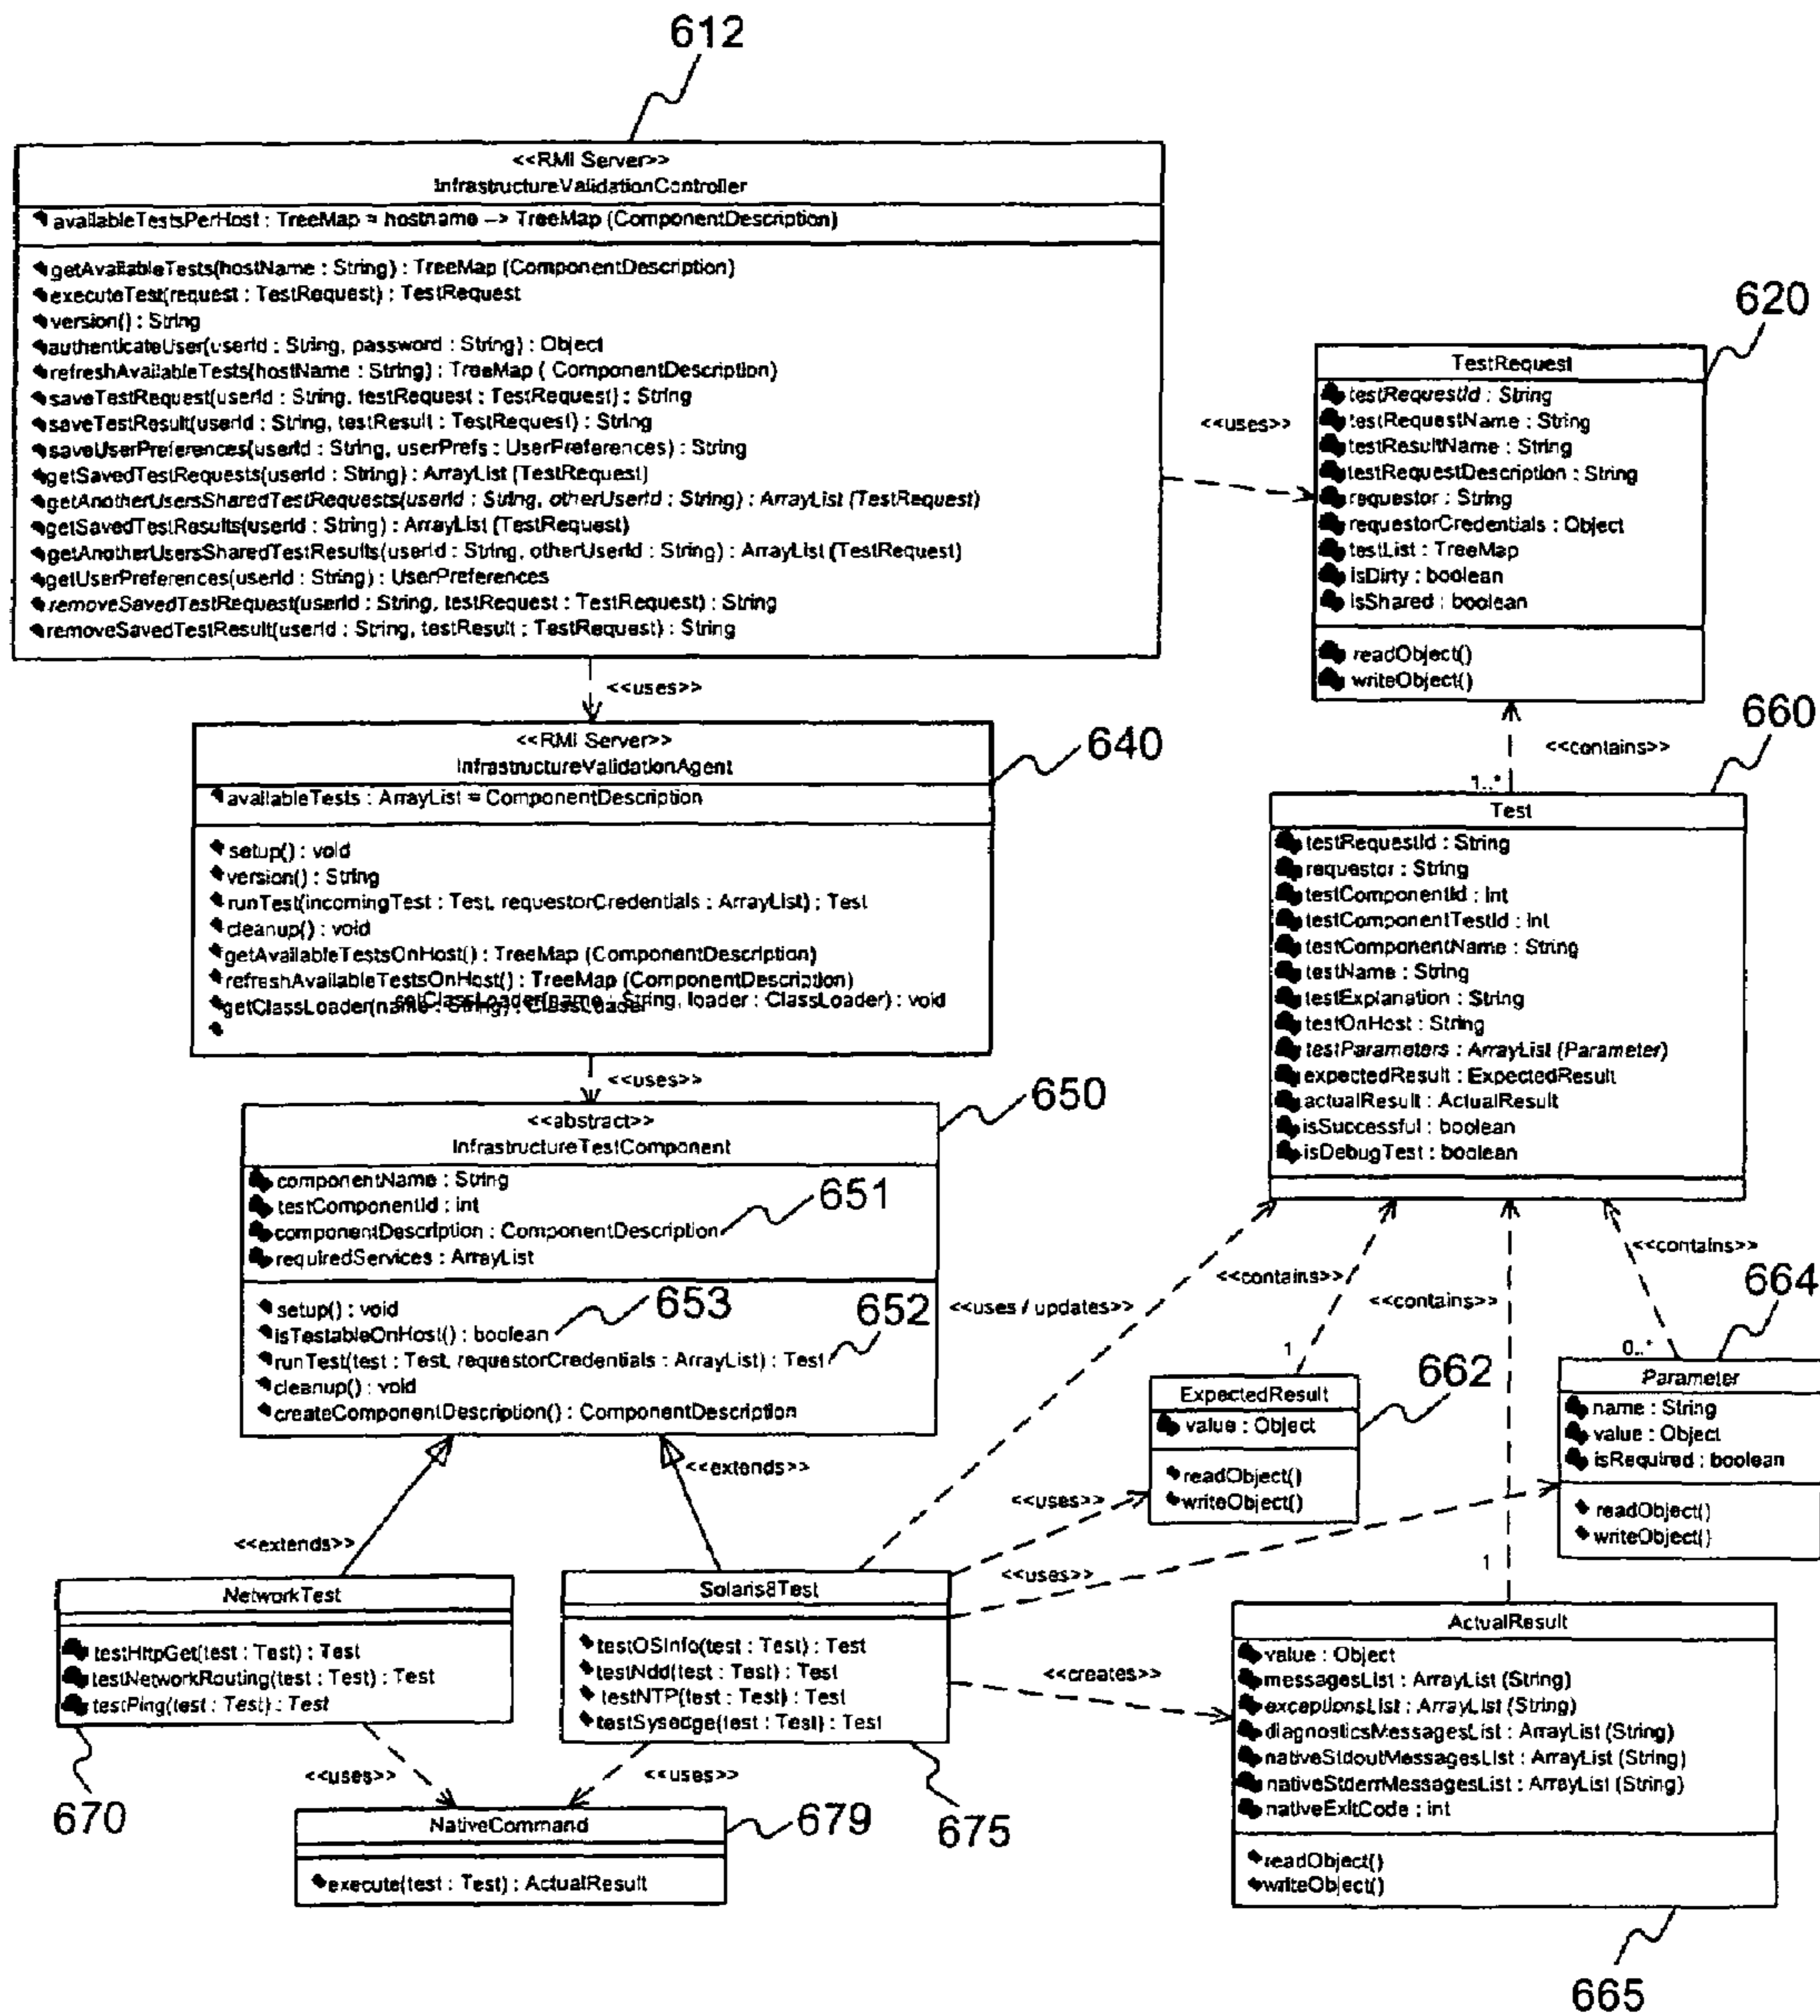 612
<<RMI Server>>
InfrastructureValidationController
availableTestsPerHost : TreeMap = hostname --> TreeMap (ComponentDescription)
getAvailableTests(hostName : String) : TreeMap (ComponentDescription)
executeTest(request : TestRequest) : TestRequest
version() : String
authenticateUser(userId : String, password : String) : Object
refreshAvailableTests(hostName : String) : TreeMap ( ComponentDescription)
saveTestRequest(userId : String, testRequest : TestRequest) : String
saveTestResult(userId : String, testResult : TestRequest) : String
saveUserPreferences(userId : String, userPrefs : UserPreferences) : String
getSavedTestRequests(userId : String) : ArrayList (TestRequest)
getAnotherUsersSharedTestRequests(userId : String, otherUserId : String) : ArrayList (TestRequest)
getSavedTestResults(userId : String) : ArrayList (TestRequest)
getAnotherUsersSharedTestResults(userId : String, otherUserId : String) : ArrayList (TestRequest)
getUserPreferences(userId : String) : UserPreferences
removeSavedTestRequest(userId : String, testRequest : TestRequest) : String
removeSavedTestResult(userId : String, testResult : TestRequest) : String
<<uses>>
620
TestRequest
testRequestId : String
testRequestName : String
testResultName : String
testRequestDescription : String
requestor : String
requestorCredentials : Object
testList : TreeMap
isDirty : boolean
isShared : boolean
readObject()
writeObject()
<<uses>>
640
<<RMI Server>>
InfrastructureValidationAgent
availableTests : ArrayList = ComponentDescription
setup() : void
version() : String
runTest(incomingTest : Test, requestorCredentials : ArrayList) : Test
cleanup() : void
getAvailableTestsOnHost() : TreeMap (ComponentDescription)
refreshAvailableTestsOnHost() : TreeMap (ComponentDescription)
setClassLoader(name : String, loader : ClassLoader) : void
getClassLoader(name : String) : ClassLoader
<<contains>>
1..*
660
Test
testRequestId : String
requestor : String
testComponentId : int
testComponentTestId : int
testComponentName : String
testName : String
testExplanation : String
testOnHost : String
testParameters : ArrayList (Parameter)
expectedResult : ExpectedResult
actualResult : ActualResult
isSuccessful : boolean
isDebugTest : boolean
<<uses>>
650
<<abstract>>
InfrastructureTestComponent
componentName : String
testComponentId : int
componentDescription : ComponentDescription
651
requiredServices : ArrayList
setup() : void
isTestableOnHost() : boolean
653
runTest(test : Test, requestorCredentials : ArrayList) : Test
652
cleanup() : void
createComponentDescription() : ComponentDescription
<<uses / updates>>
<<contains>>
<<contains>>
<<contains>>
1
662
ExpectedResult
value : Object
readObject()
writeObject()
664
0..*
Parameter
name : String
value : Object
isRequired : boolean
readObject()
writeObject()
<<extends>>
<<extends>>
<<uses>>
<<uses>>
1
NetworkTest
testHttpGet(test : Test) : Test
testNetworkRouting(test : Test) : Test
testPing(test : Test) : Test
670
Solaris8Test
testOSInfo(test : Test) : Test
testNdd(test : Test) : Test
testNTP(test : Test) : Test
testSysedge(test : Test) : Test
675
<<creates>>
ActualResult
value : Object
messagesList : ArrayList (String)
exceptionsList : ArrayList (String)
diagnosticsMessagesList : ArrayList (String)
nativeStdoutMessagesList : ArrayList (String)
nativeStderrMessagesList : ArrayList (String)
nativeExitCode : int
readObject()
writeObject()
665
<<uses>>
<<uses>>
NativeCommand
679
execute(test : Test) : ActualResult